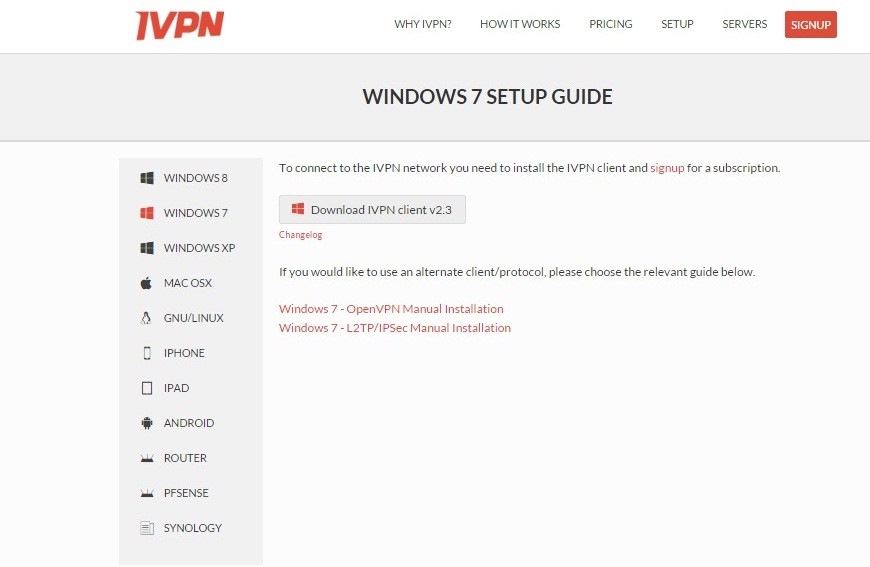 IVPN
WHY IVPN? HOW IT WORKS PRICING SETUP SERVERS SIGNUP
WINDOWS 7 SETUP GUIDE
WINDOWS 8
WINDOWS 7
WINDOWS XP
MAC OSX
GNU/LINUX
IPHONE
IPAD
ANDROID
ROUTER
PFSENSE
SYNOLOGY
To connect to the IVPN network you need to install the IVPN client and signup for a subscription.
Download IVPN client v2.3
Changelog
If you would like to use an alternate client/protocol, please choose the relevant guide below.
Windows 7 - OpenVPN Manual Installation
Windows 7 - L2TP/IPSec Manual Installation